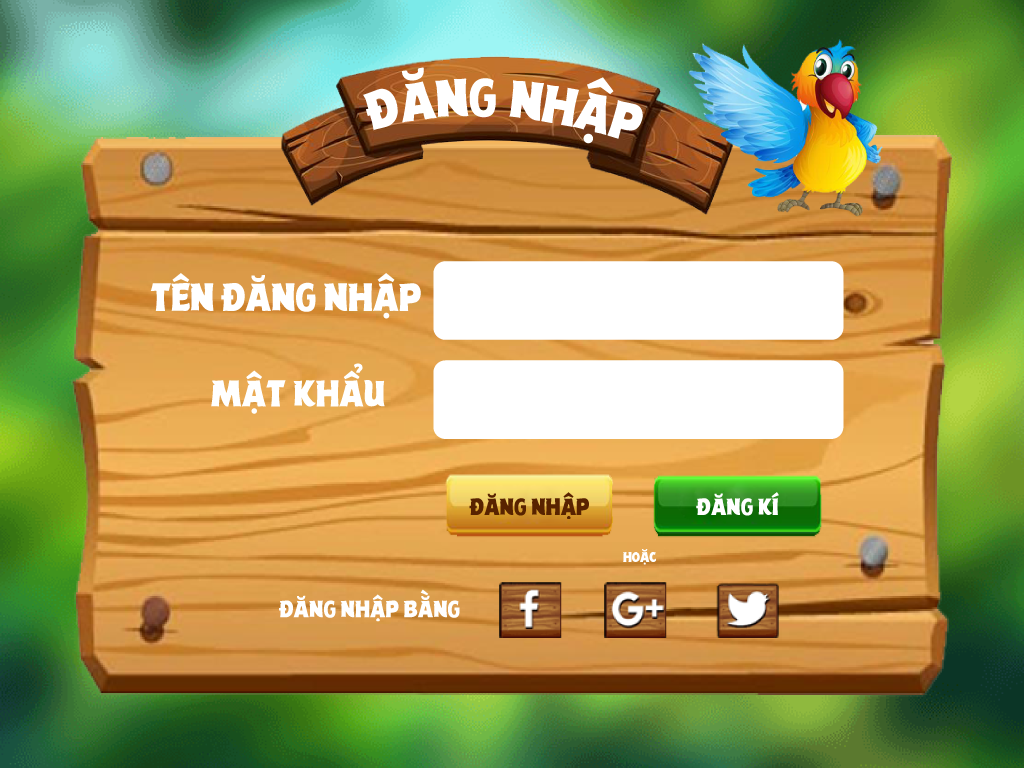 ĐĂNG NHẬP
TÊN ĐĂNG NHẬP
MẬT KHẨU
ĐĂNG NHẬP
ĐĂNG KÍ
HOẶC
ĐĂNG NHẬP BẰNG
f
G+